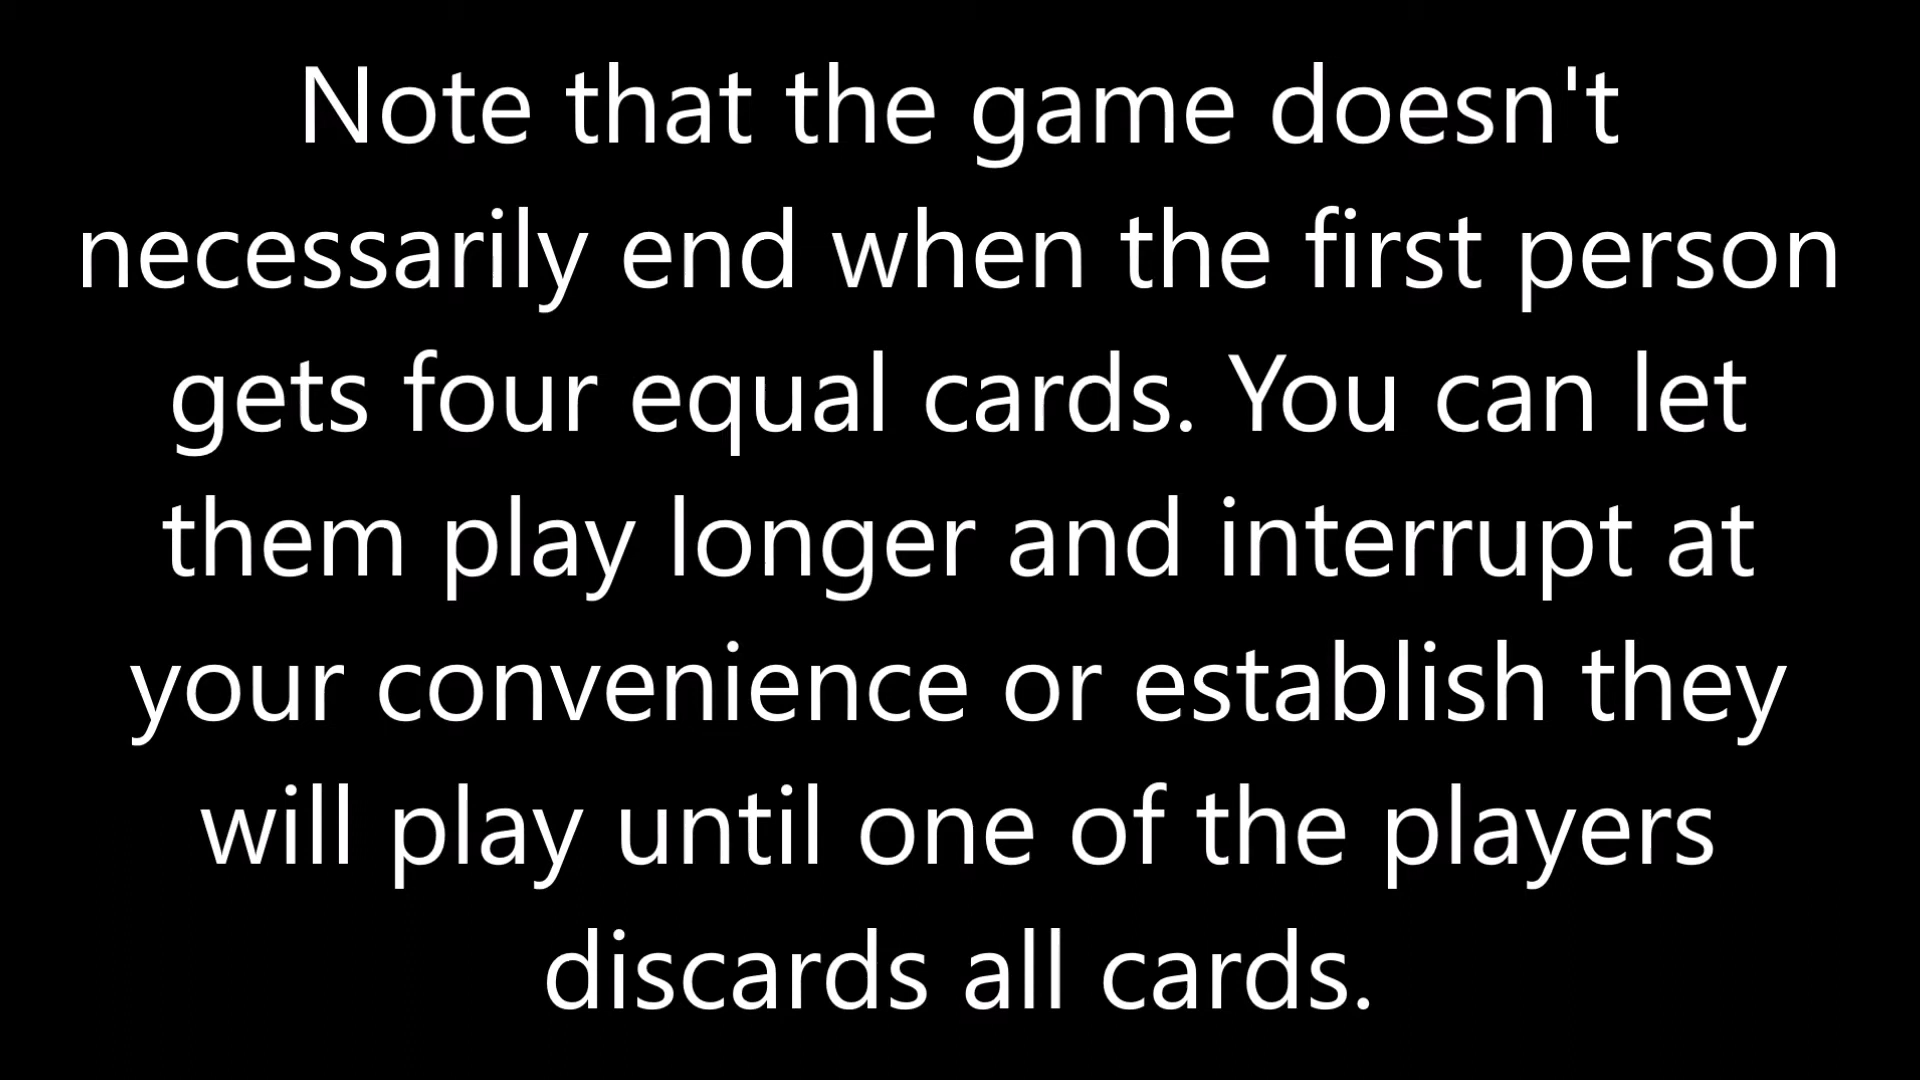 Note that the game doesn't
necessarily end when the first person
gets four equal cards. You can let
them play longer and interrupt at
your convenience or establish they
will play until one of the players
discards all cards.